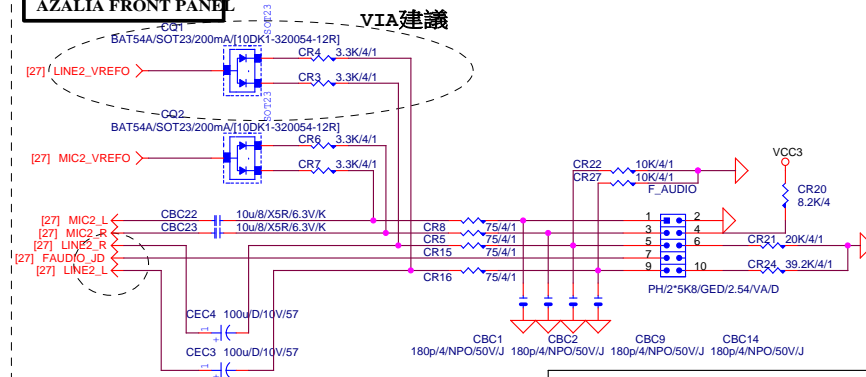 AZALIA FRONT PANEL
VIA建議
CQ1
BAT54A/SOT23/200mA/[10DK1-320054-12R]
SOT23
CR4 3.3K/4/1
[27] LINE2_VREFO
CR3 3.3K/4/1
CQ2
BAT54A/SOT23/200mA/[10DK1-320054-12R]
SOT23
CR6 3.3K/4/1
[27] MIC2_VREFO
CR7 3.3K/4/1
CR22 10K/4/1
CR27 10K/4/1
F_AUDIO
VCC3
CR20
8.2K/4
[27] MIC2_L CBC22 10u/8/X5R/6.3V/K
[27] MIC2_R CBC23 10u/8/X5R/6.3V/K
[27] LINE2_R
[27] FAUDIO_JD
[27] LINE2_L
75/4/1
CR8 75/4/1
CR5 75/4/1
CR15 75/4/1
CR16
1 2
3 4
5 6
7
9 10
CR21 20K/4/1
CR24 39.2K/4/1
PH/2*5K8/GED/2.54/VA/D
CEC4 100u/D/10V/57
1
+
CEC3 100u/D/10V/57
1
+
CBC1 CBC2 CBC9 CBC14
180p/4/NPO/50V/J 180p/4/NPO/50V/J 180p/4/NPO/50V/J 180p/4/NPO/50V/J